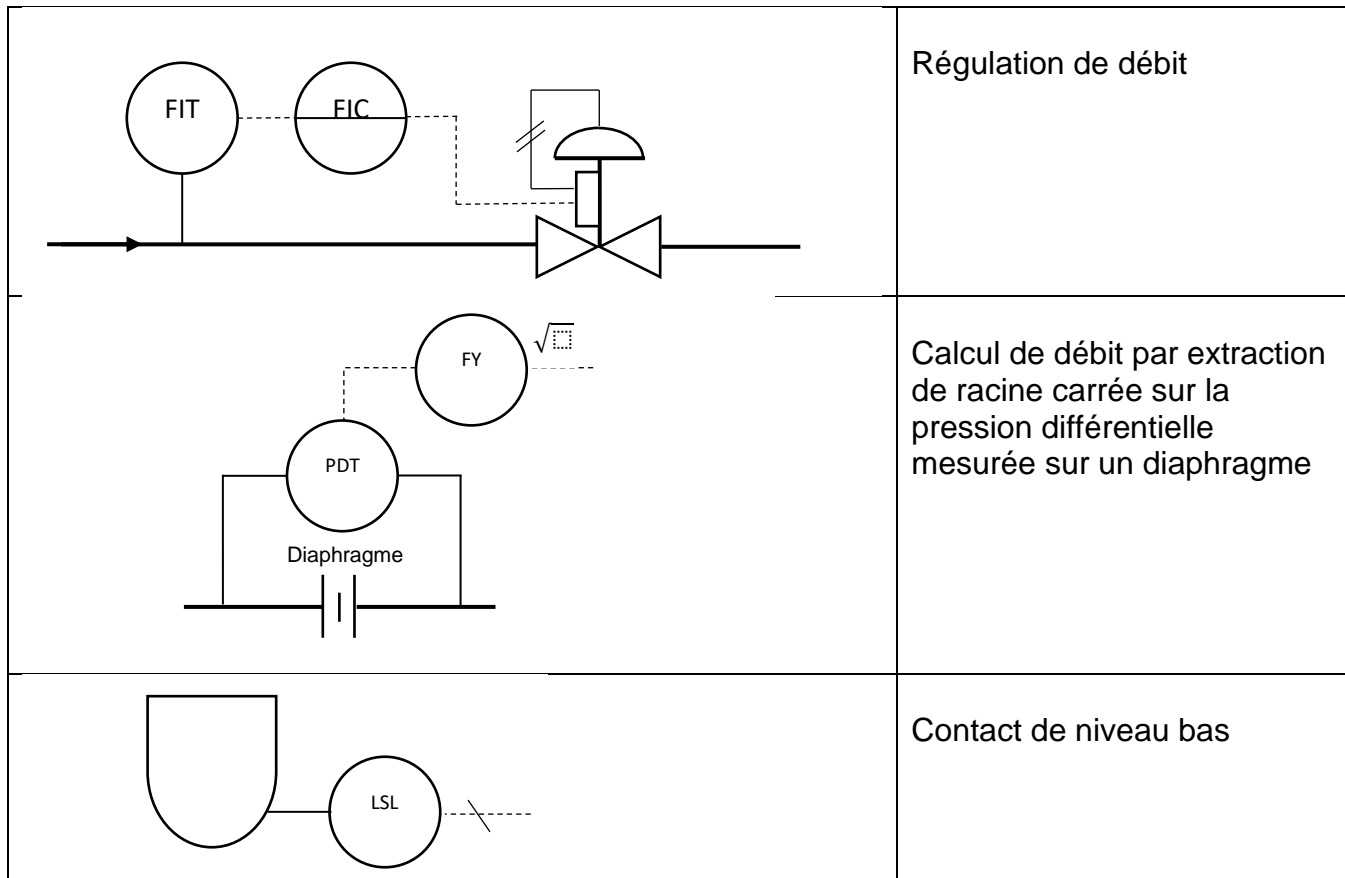 FIT
FIC
Régulation de débit
FY
√
PDT
Diaphragme
Calcul de débit par extraction
de racine carrée sur la
pression différentielle
mesurée sur un diaphragme
LSL
Contact de niveau bas